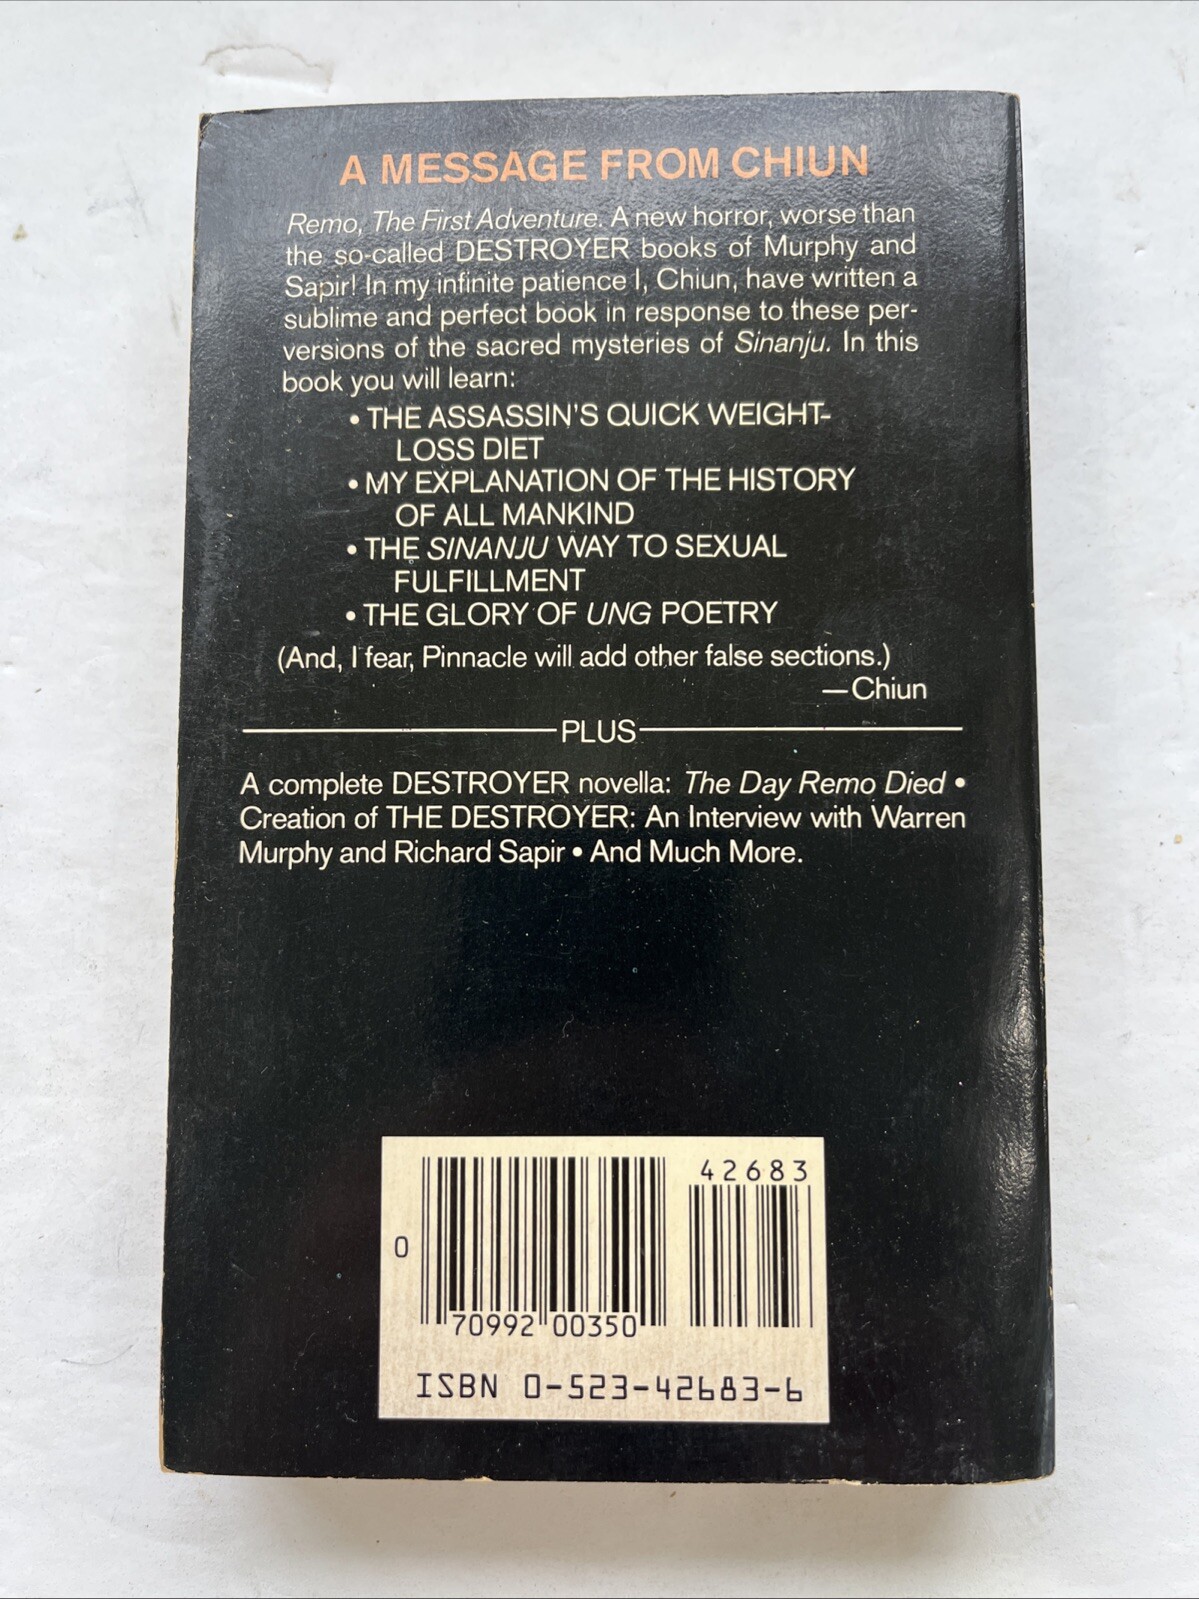 A MESSAGE FROM CHIUN
Remo, The First Adventure. A new horror, worse than
the so-called DESTROYER books of Murphy and
Sapir! In my infinite patience I, Chiun, have written a
sublime and perfect book in response to these per-
versions of the sacred mysteries of Sinanju. In this
book you will learn:
• THE ASSASSIN'S QUICK WEIGHT-
LOSS DIET
• MY EXPLANATION OF THE HISTORY
OF ALL MANKIND
• THE SINANJU WAY TO SEXUAL
FULFILLMENT
• THE GLORY OF UNG POETRY
(And, I fear, Pinnacle will add other false sections.)
—Chiun
PLUS
A complete DESTROYER novella: The Day Remo Died •
Creation of THE DESTROYER: An Interview with Warren
Murphy and Richard Sapir • And Much More.
42683
0
70992 00350
ISBN 0-523-42683-6